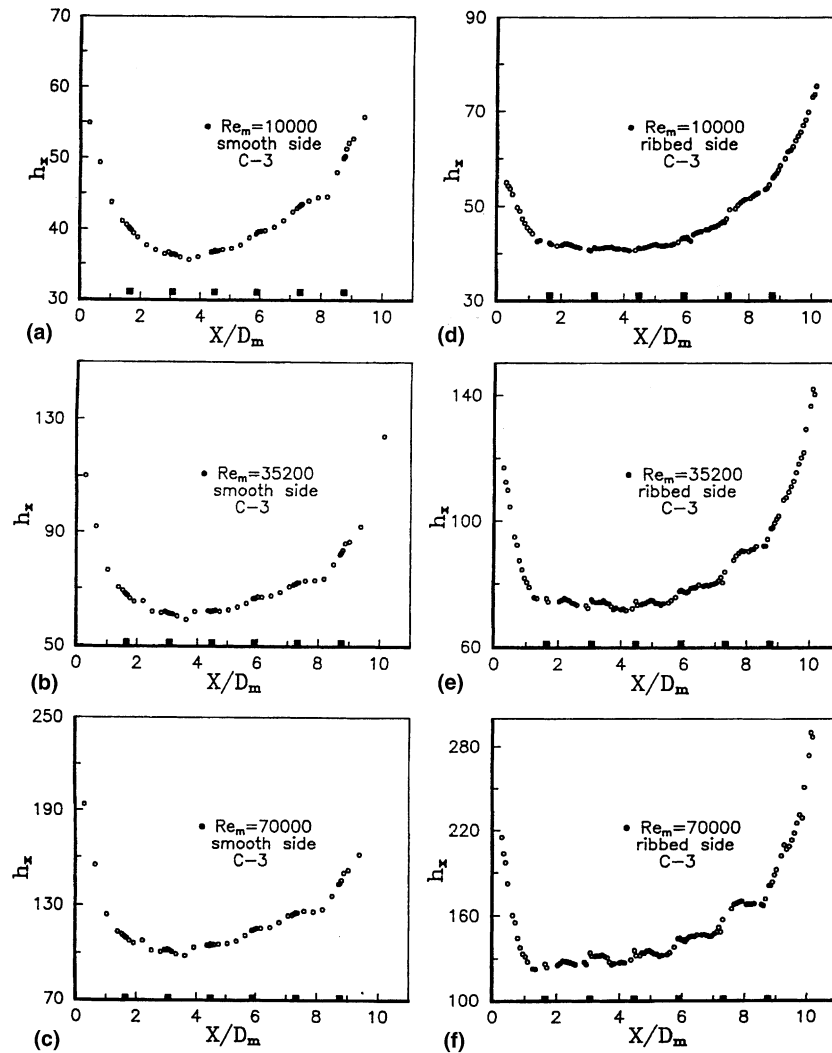 70
60
50
40
30
h_x
Re_m=10000
smooth side
C-3
0 2 4 6 8 10
X/D_m
(a)
90
70
50
30
h_x
Re_m=10000
ribbed side
C-3
0 2 4 6 8 10
X/D_m
(d)
130
90
50
h_x
Re_m=35200
smooth side
C-3
0 2 4 6 8 10
X/D_m
(b)
140
100
60
h_x
Re_m=35200
ribbed side
C-3
0 2 4 6 8 10
X/D_m
(e)
250
190
130
70
h_x
Re_m=70000
smooth side
C-3
0 2 4 6 8 10
X/D_m
(c)
280
220
160
100
h_x
Re_m=70000
ribbed side
C-3
0 2 4 6 8 10
X/D_m
(f)